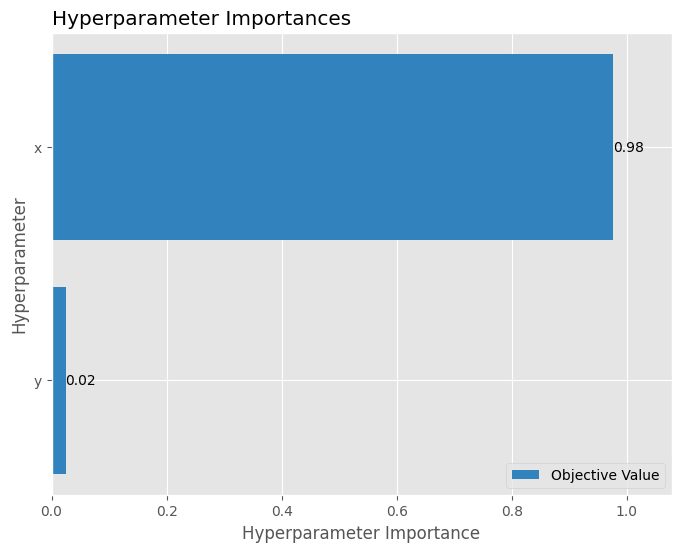 Hyperparameter Importances
Hyperparameter
x
0.98
y
0.02
Objective Value
0.0 0.2 0.4 0.6 0.8 1.0
Hyperparameter Importance